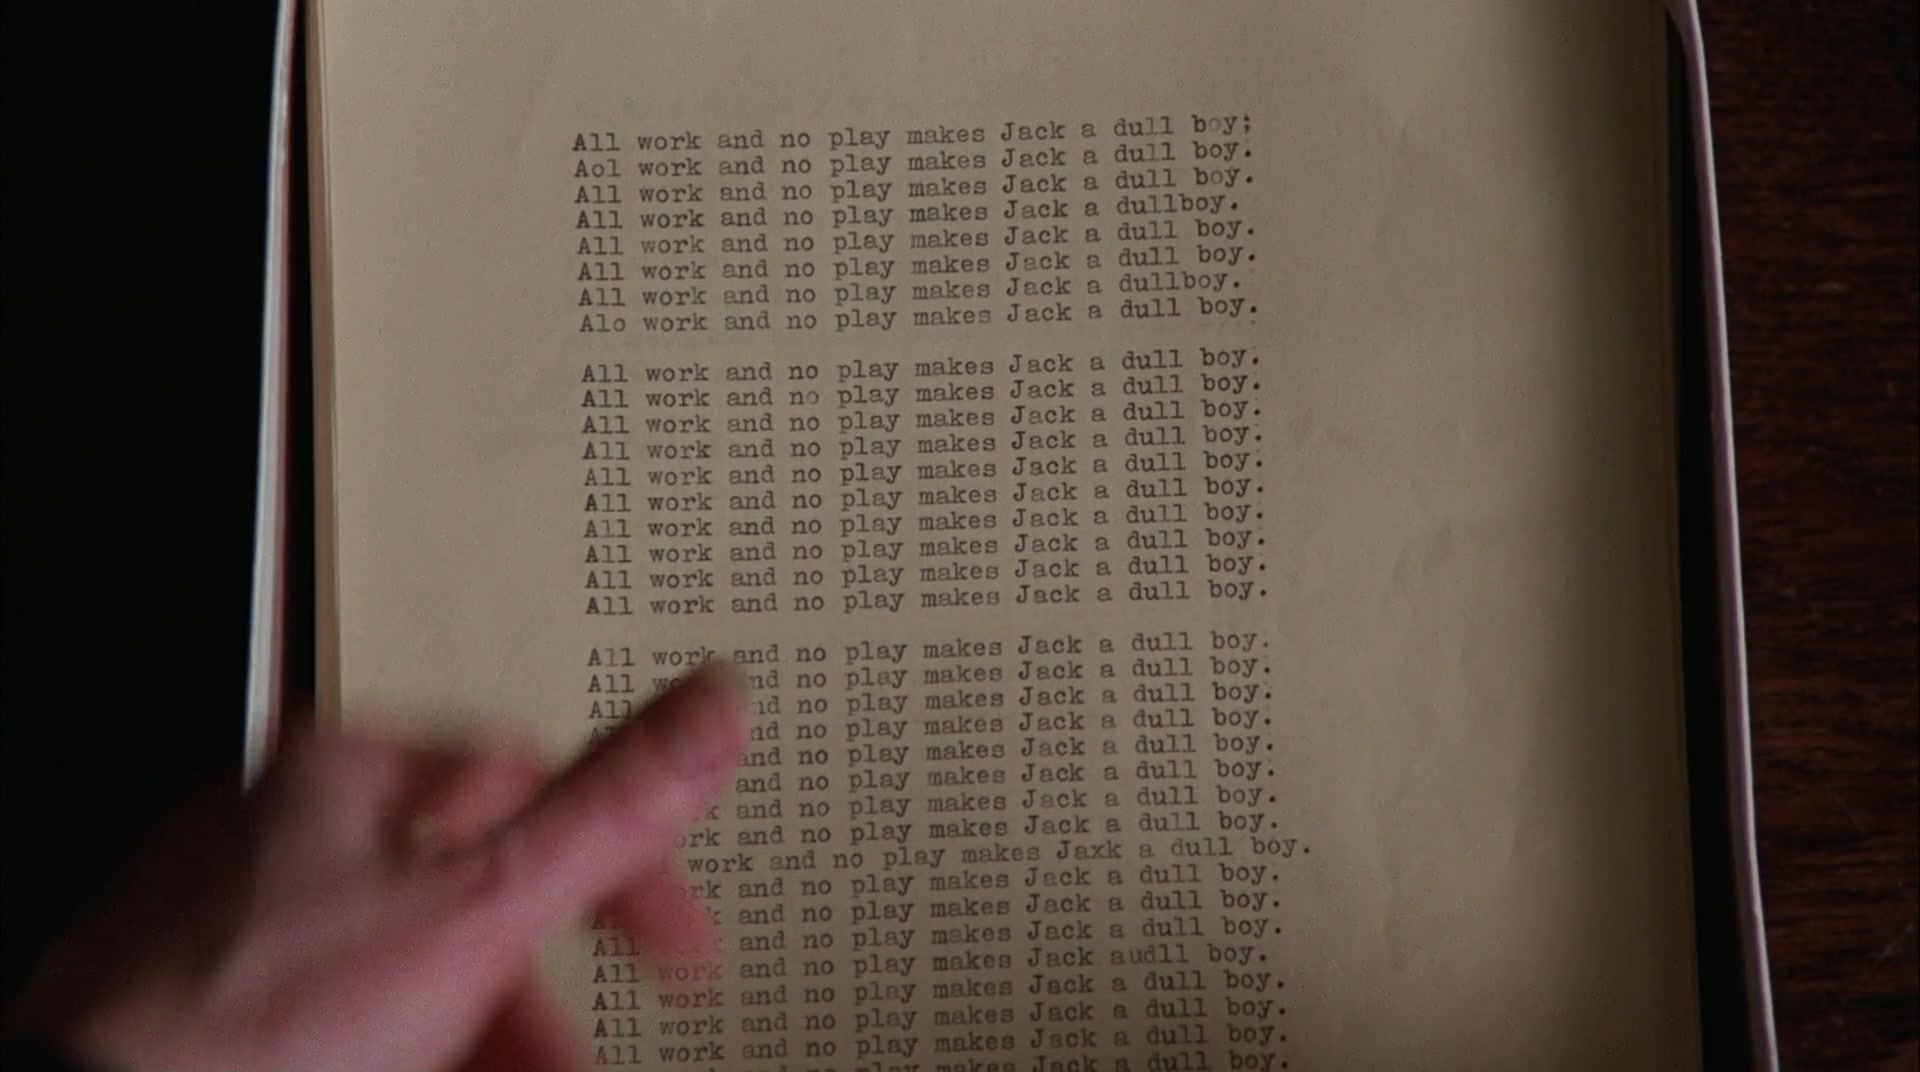 All work and no play makes Jack a dull boy;
Aol work and no play makes Jack a dull boy.
All work and no play makes Jack a dull boy.
All work and no play makes Jack a dullboy.
All work and no play makes Jack a dull boy.
All work and no play makes Jack a dull boy.
All work and no play makes Jack a dullboy.
Alo work and no play makes Jack a dull boy.
All work and no play makes Jack a dull boy.
All work and no play makes Jack a dull boy.
All work and no play makes Jack a dull boy.
All work and no play makes Jack a dull boy.
All work and no play makes Jack a dull boy.
All work and no play makes Jack a dull boy.
All work and no play makes Jack a dull boy.
All work and no play makes Jack a dull boy.
All work and no play makes Jack a dull boy.
All work and no play makes Jack a dull boy.
All work and no play makes Jack a dull boy.
All no play makes Jack a dull boy.
All no play makes Jack a dull boy.
no play makes Jack a dull boy.
and no play makes Jack a dull boy.
and no play makes Jack a dull boy.
and no play makes Jack a dull boy.
and no play makes Jack a dull boy.
work and no play makes Jaxk a dull boy.
and no play makes Jack a dull boy.
and no play makes Jack a dull boy.
All and no play makes Jack a dull boy.
All work and no play makes Jack audll boy.
All work and no play makes Jack a dull boy.
All work and no play makes Jack a dull boy.
All work and no play makes Jack a dull boy.
Jack a dull boy.